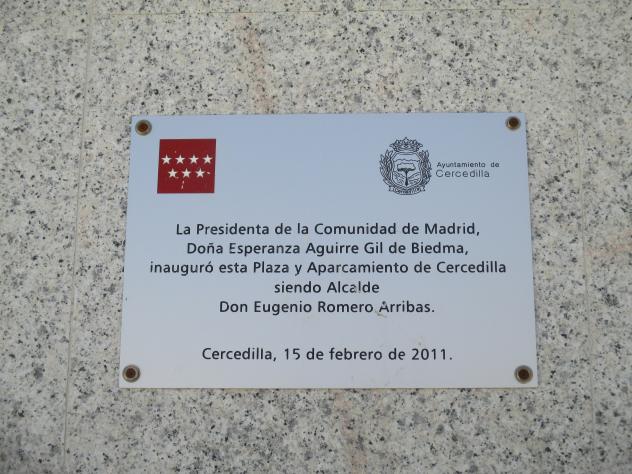 Ayuntamiento de
Cercedilla
La Presidenta de la Comunidad de Madrid,
Doña Esperanza Aguirre Gil de Biedma,
inauguró esta Plaza y Aparcamiento de Cercedilla
siendo Alcalde
Don Eugenio Romero Arribas.
Cercedilla, 15 de febrero de 2011.